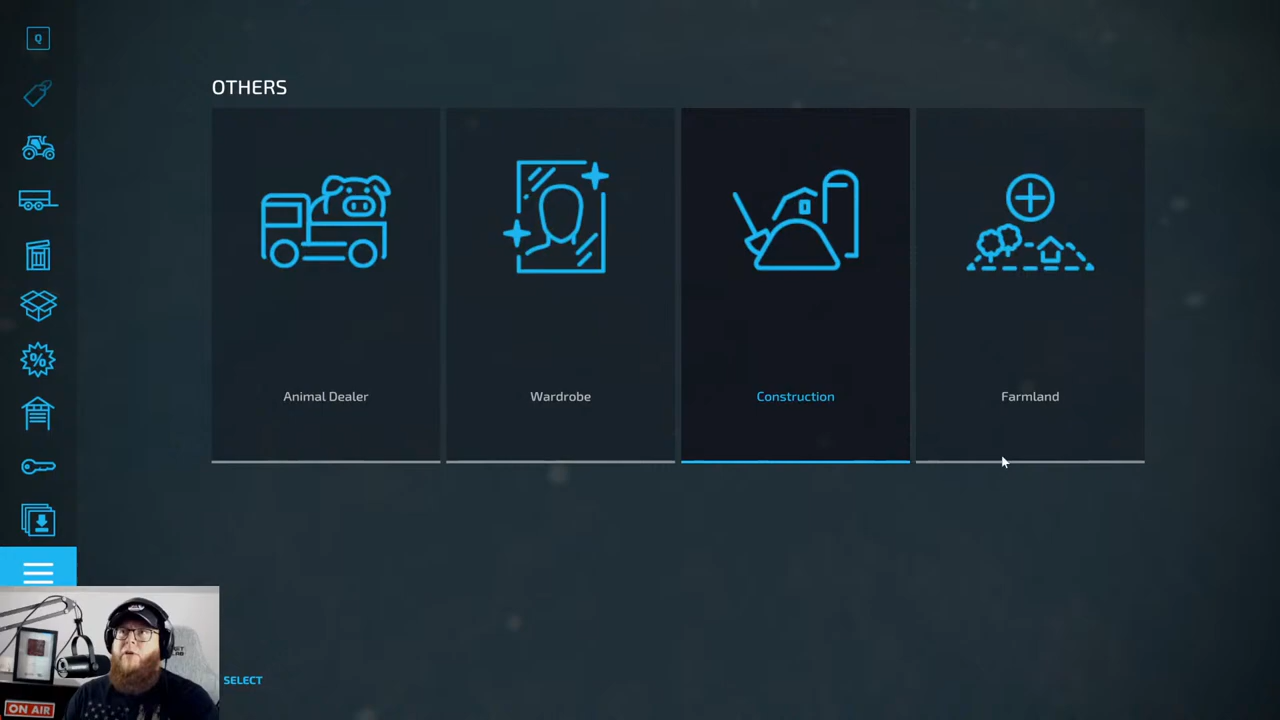 Q
OTHERS
%
Animal Dealer
Wardrobe
Construction
Farmland
SELECT
ON AIR